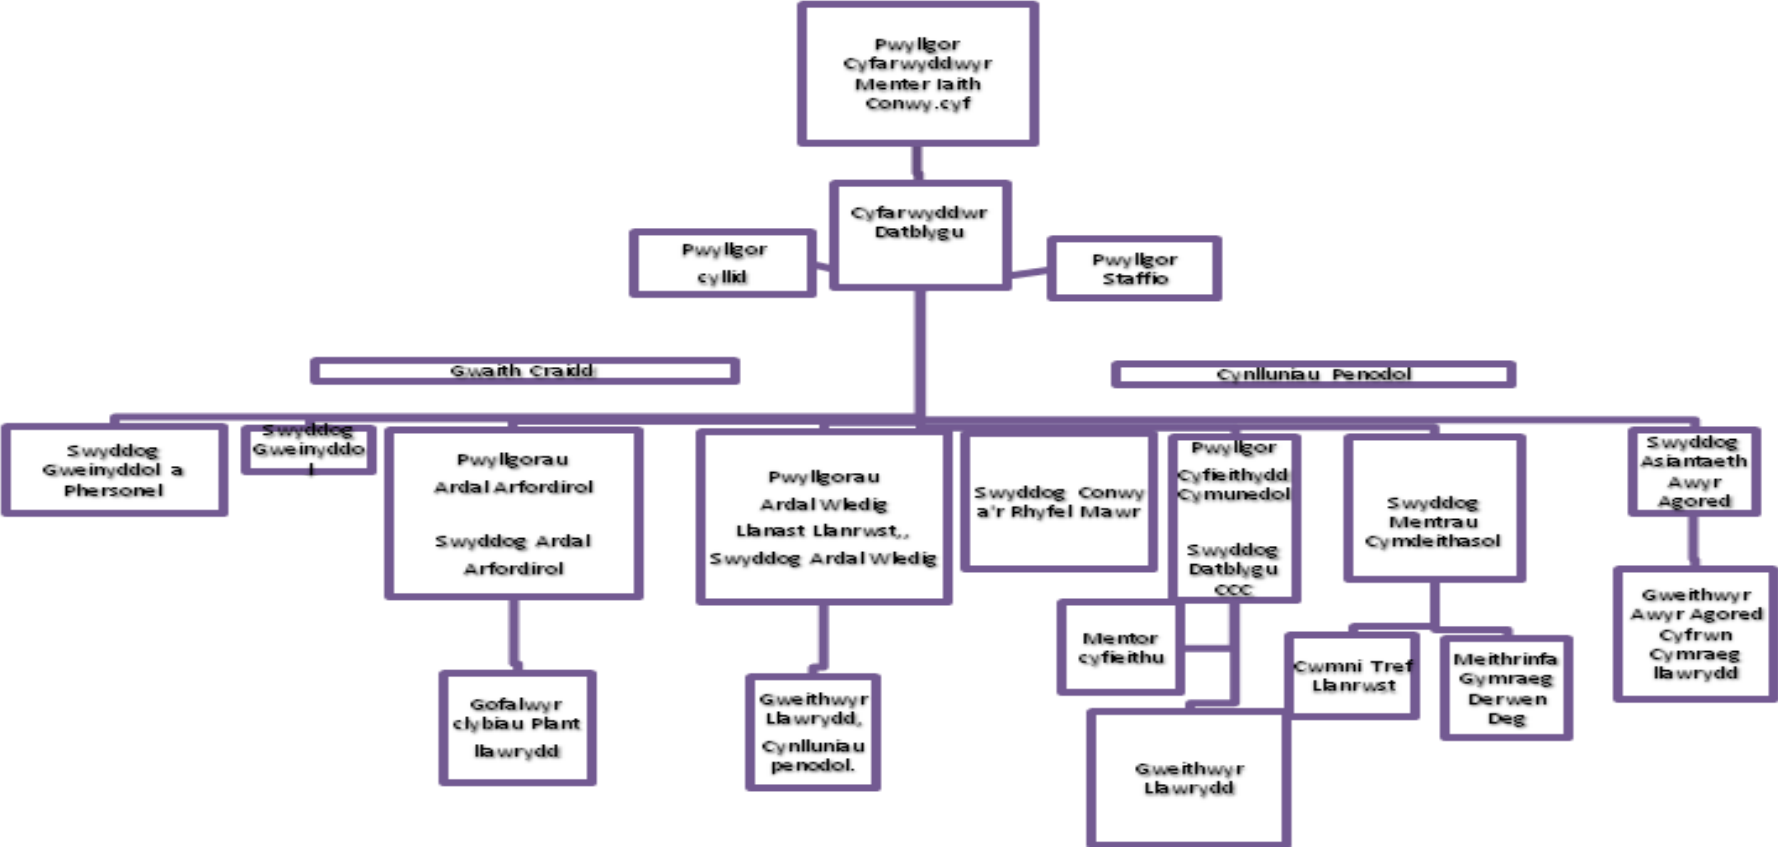 Pwyllgor
Cyfarwyddwyr
Menter Iaith
Conwy.cyf
Cyfarwyddwr
Datblygu
Pwyllgor
cyllid
Pwyllgor
Staffio
Gwaith Craidd
Cynlluniau Penodol
Swyddog
Gweinyddol a
Phersonel
Swyddog
Gweinyddo
l
Pwyllgorau
Ardal Arfordirol
Swyddog Ardal
Arfordirol
Pwyllgorau
Ardal Wledig
Llanast Llanrwst,,
Swyddog Ardal Wledig
Swyddog Conwy
a'r Rhyfel Mawr
Pwyllgor
Cyfieithydd
Cymunedol
Swyddog
Datblygu
CCC
Swyddog
Mentrau
Cymdeithasol
Swyddog
Asiantaeth
Awyr
Agored
Gofalwyr
clybiau Plant
llawrydd
Gweithwyr
Llawrydd,
Cynlluniau
penodol.
Mentor
cyfieithu
Gweithwyr
Llawrydd
Cwmni Tref
Llanrwst
Meithrinfa
Gymraeg
Derwen
Deg
Gweithwyr
Awyr Agored
Cyfrwn
Cymraeg
llawrydd